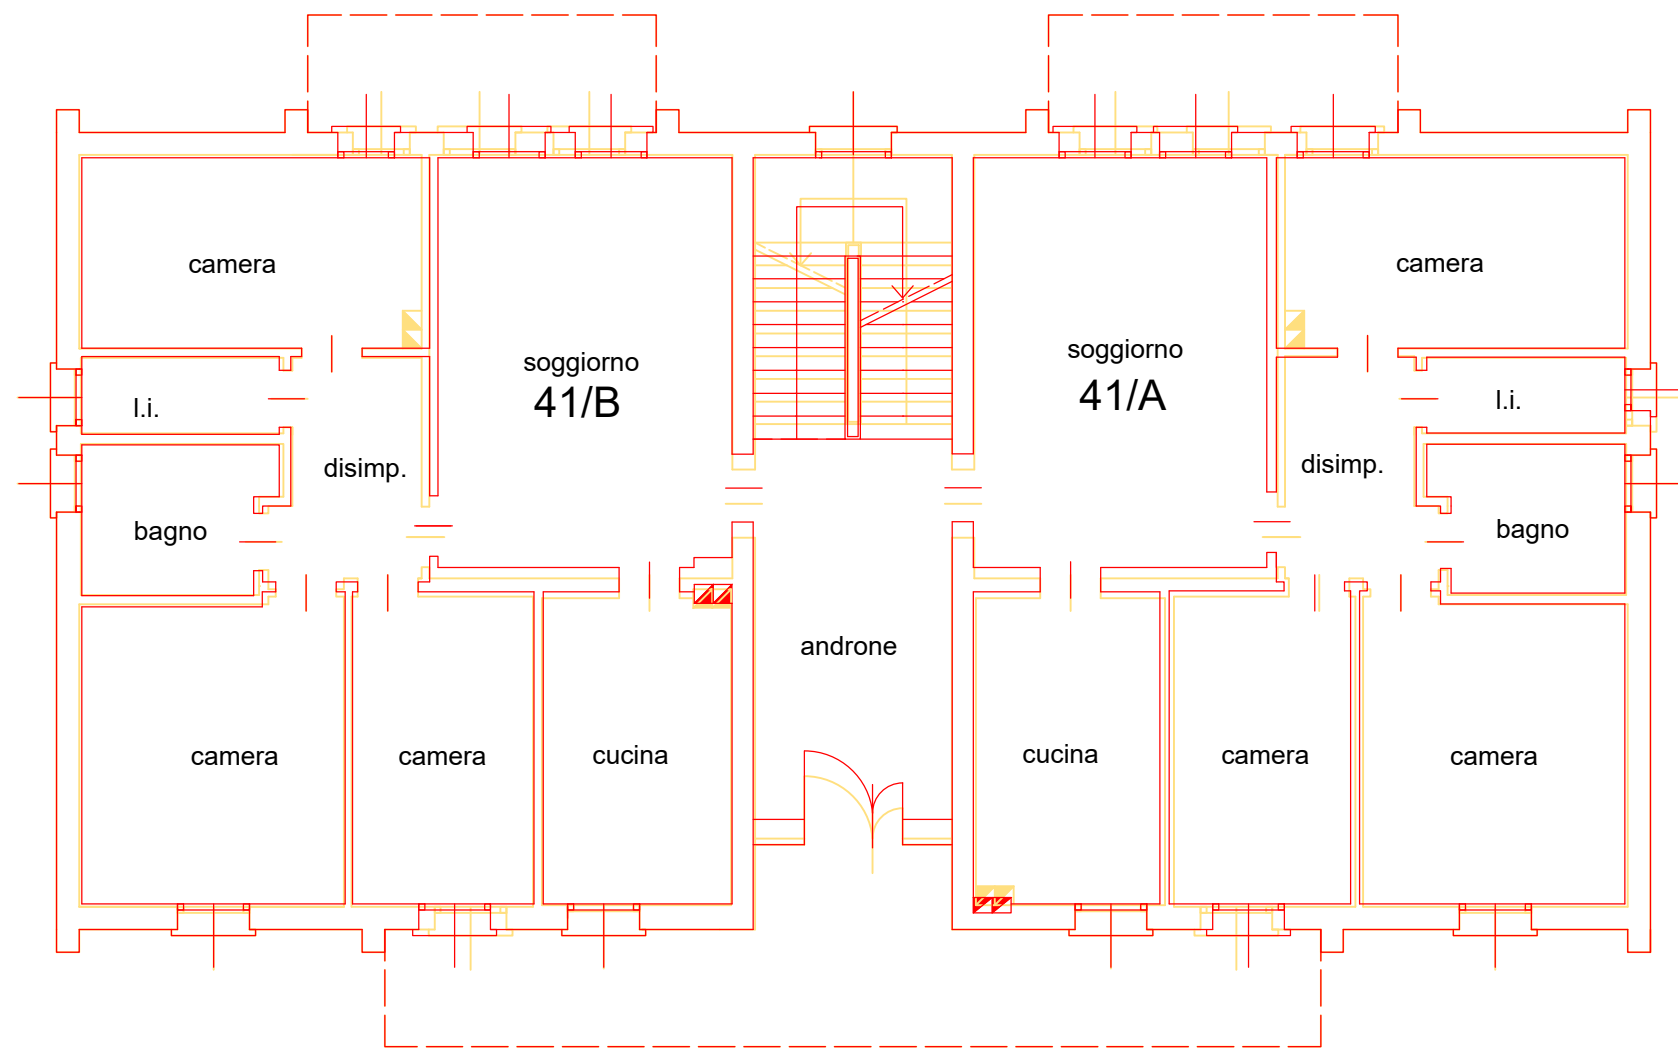 camera
camera
soggiorno
41/B
soggiorno
41/A
l.i.
l.i.
disimp.
disimp.
bagno
bagno
androne
camera
camera
cucina
cucina
camera
camera